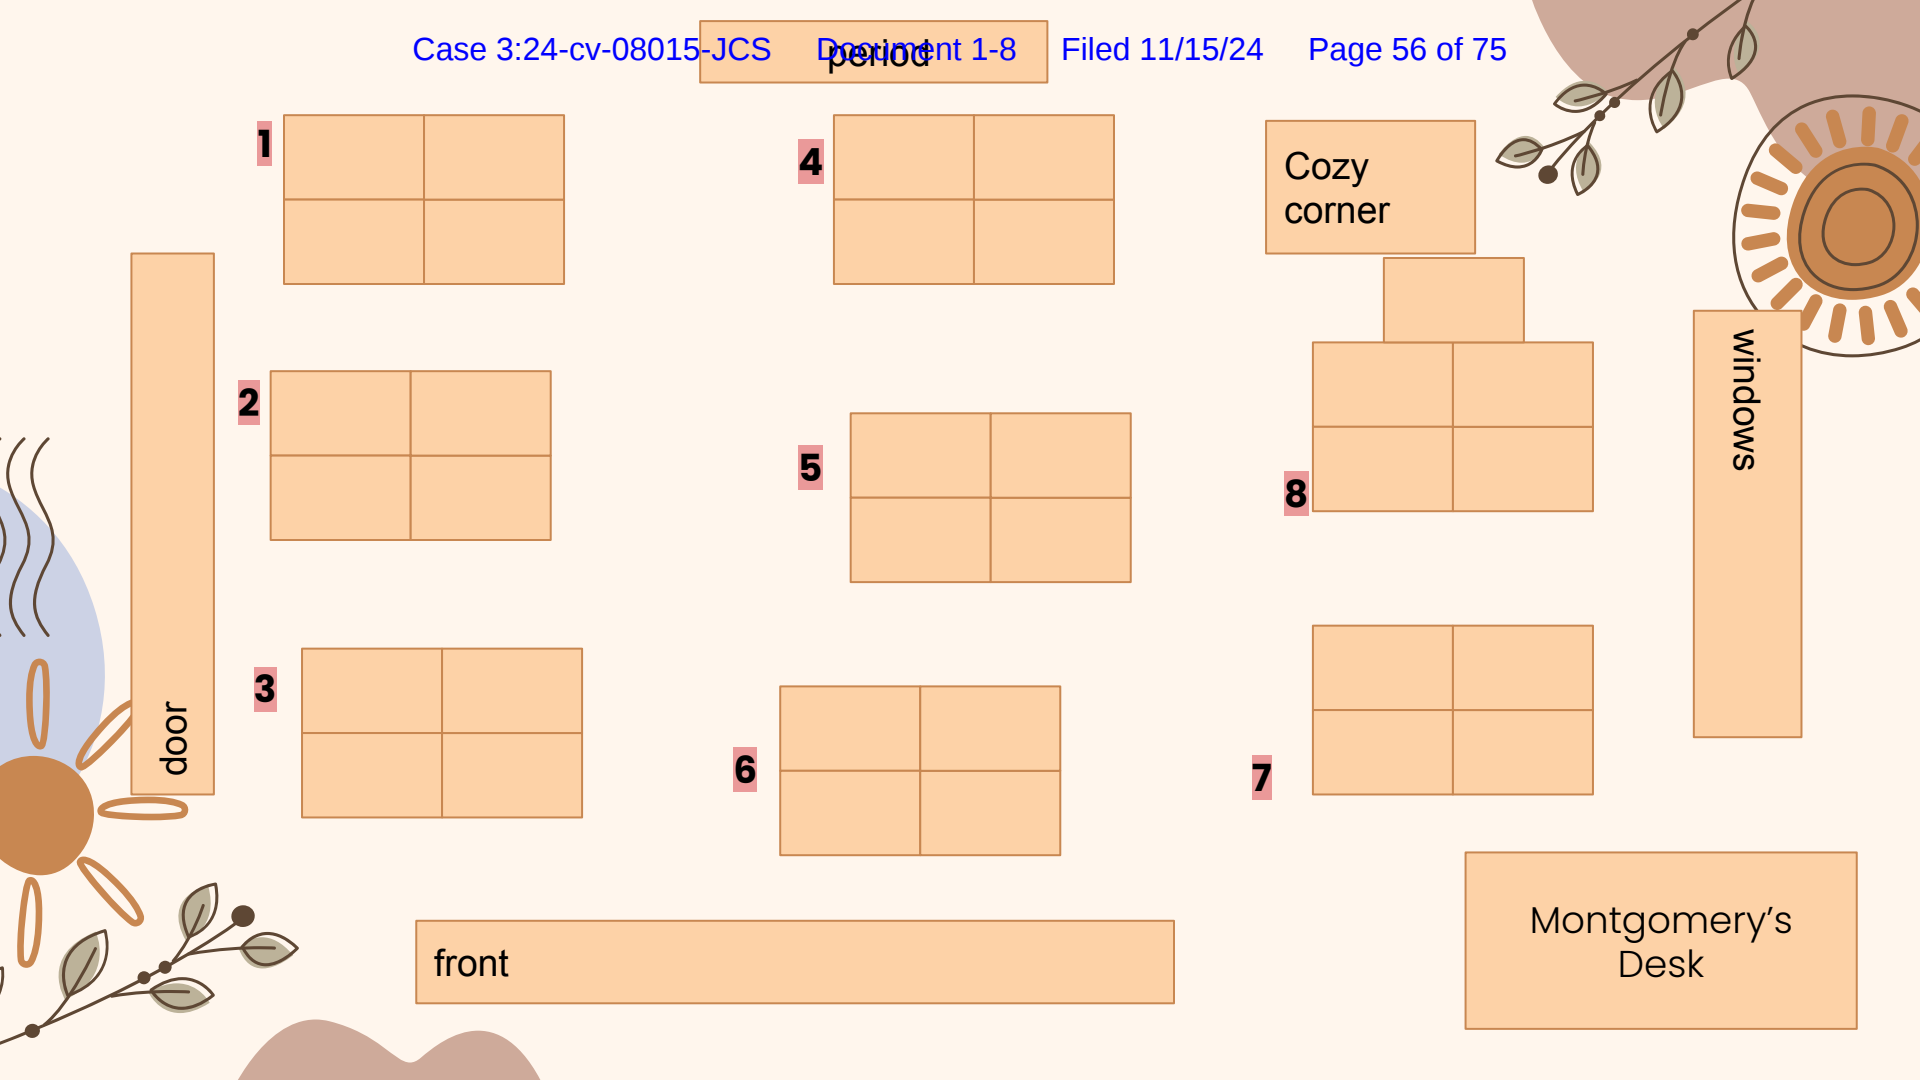 Case 3:24-cv-08015-JCS Document 1-8 Filed 11/15/24 Page 56 of 75
period
1
4
Cozy
corner
windows
2
5
8
3
door
6
7
front
Montgomery’s
Desk